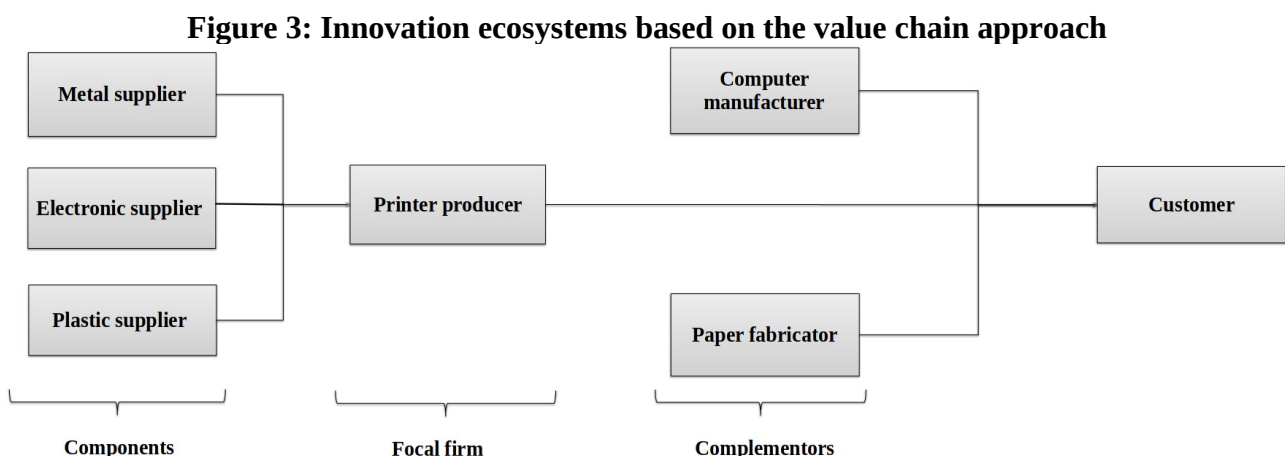 Figure 3: Innovation ecosystems based on the value chain approach
Metal supplier
Electronic supplier
Plastic supplier
Printer producer
Computer
manufacturer
Paper fabricator
Customer
Components
Focal firm
Complementors